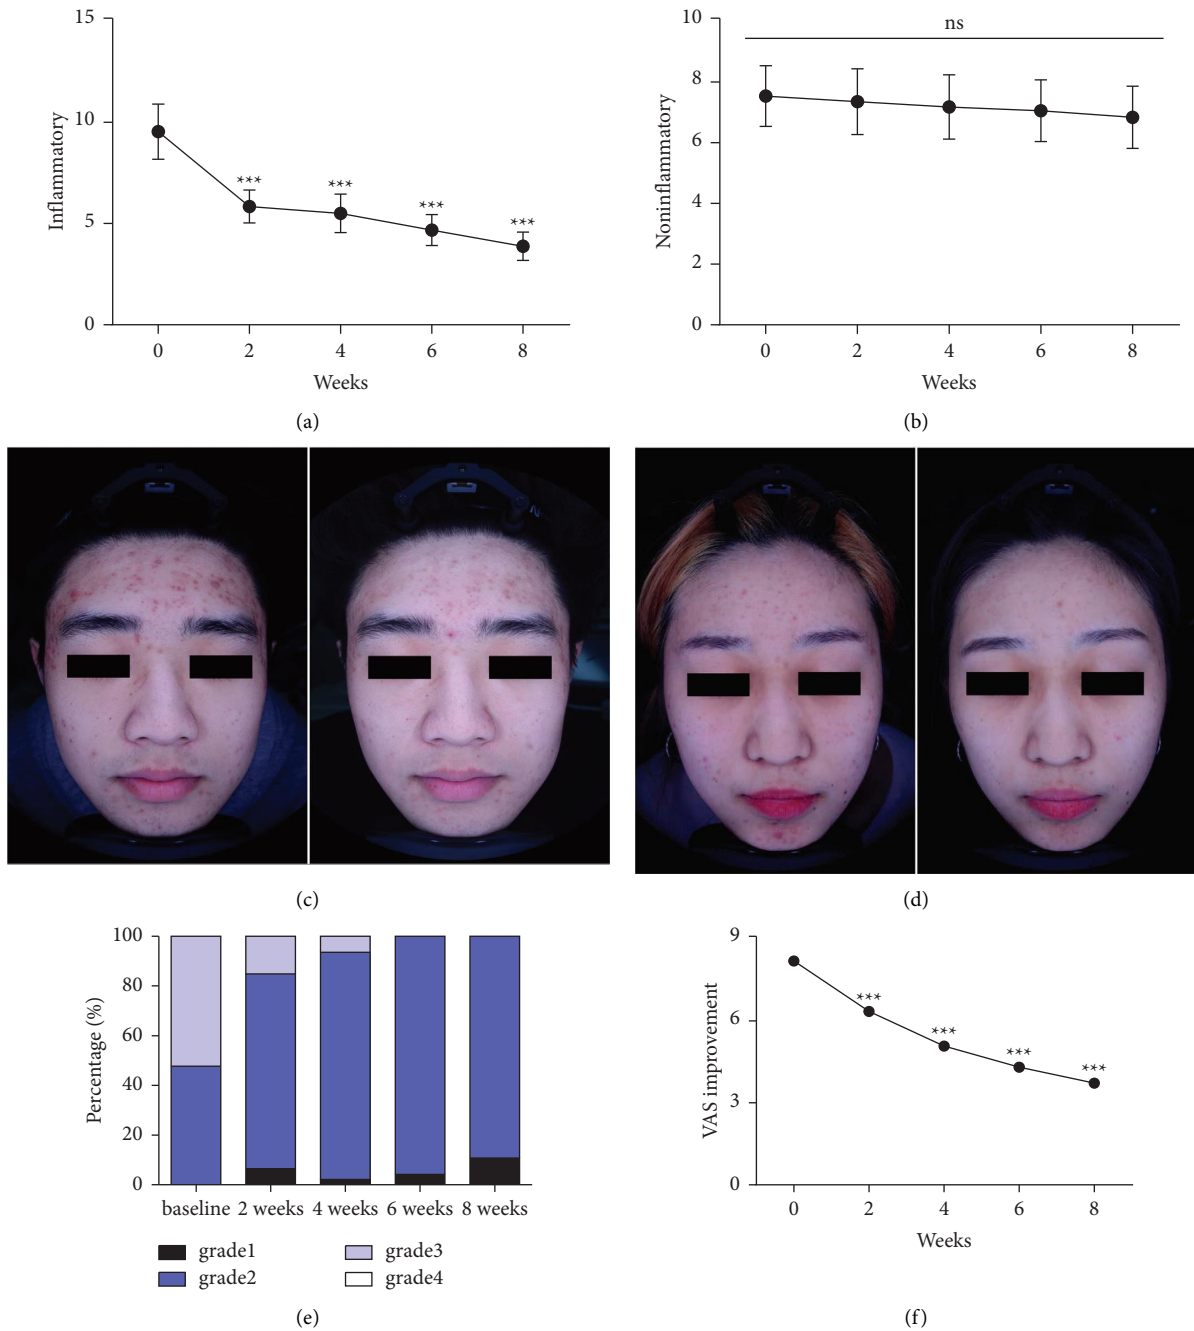 15
10
5
0
Inflammatory
***
***
***
***
0 2 4 6 8
Weeks
(a)
10
8
6
4
2
0
Noninflammatory
ns
0 2 4 6 8
Weeks
(b)
(c)
(d)
100
80
60
40
20
0
Percentage (%)
baseline 2 weeks 4 weeks 6 weeks 8 weeks
grade1 grade3
grade2 grade4
(e)
9
6
3
0
VAS improvement
***
***
***
***
0 2 4 6 8
Weeks
(f)